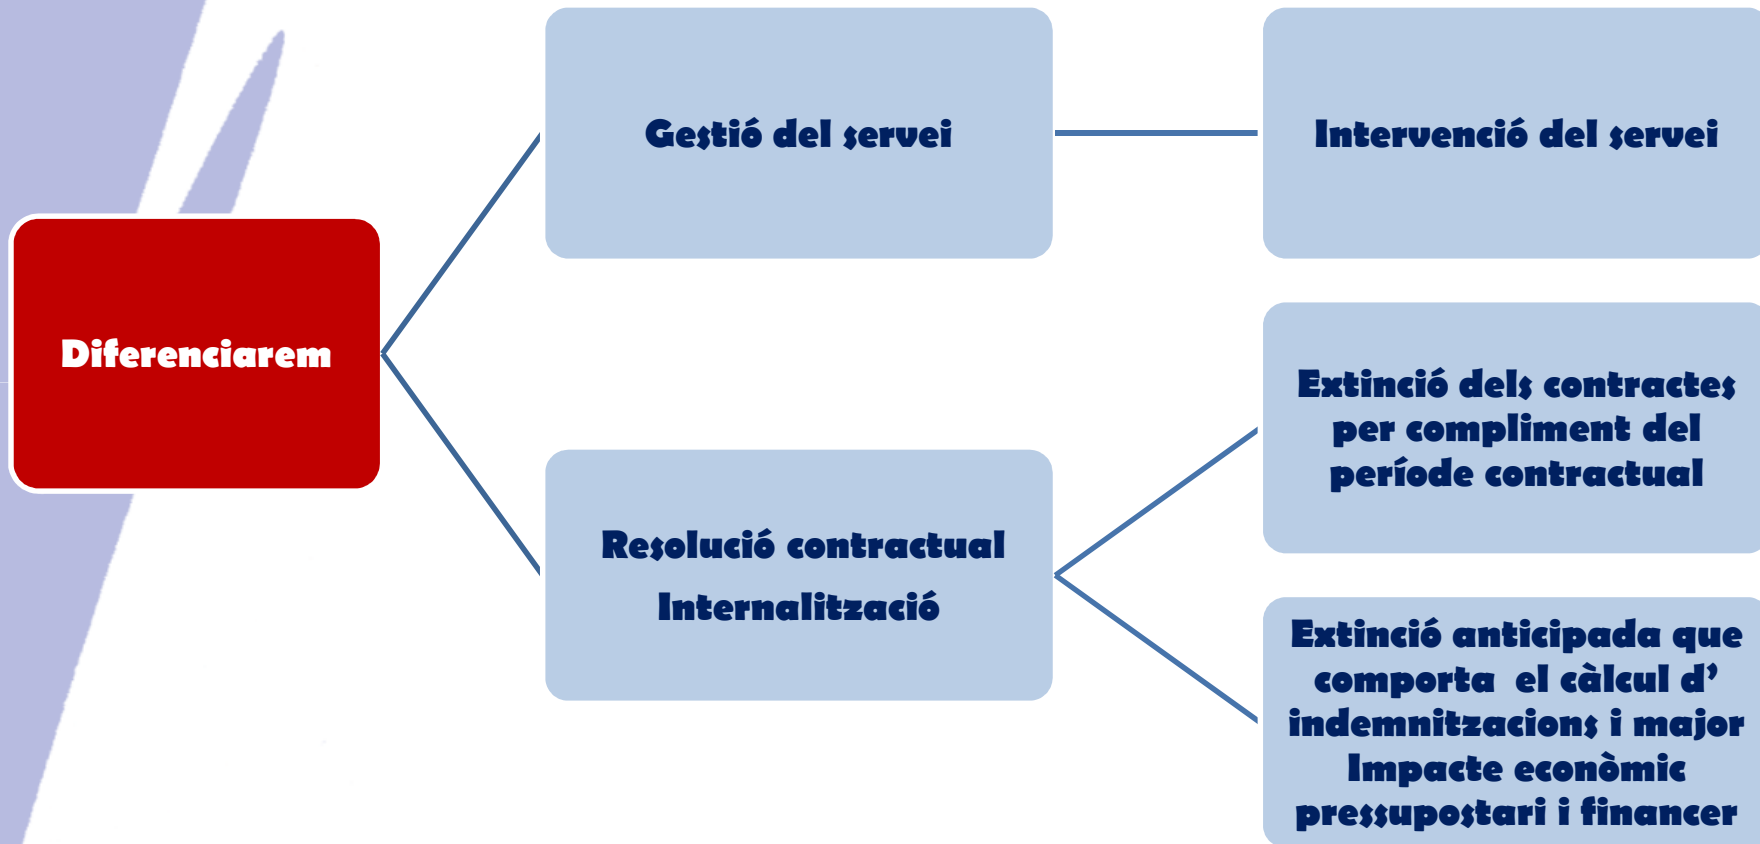 Diferenciarem
Gestió del servei
Intervenció del servei
Resolució contractual
Internalització
Extinció dels contractes
per compliment del
període contractual
Extinció anticipada que
comporta  el càlcul d’
indemnitzacions i major
Impacte econòmic
pressupostari i financer